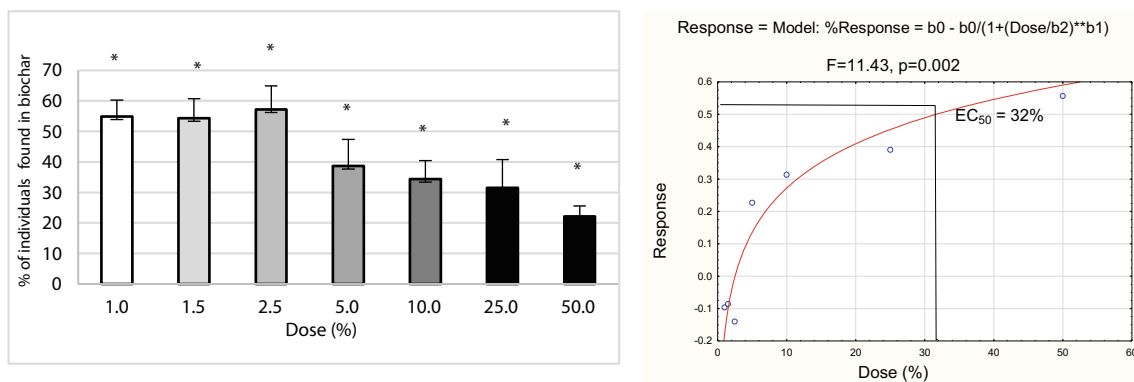 * * * * * * *
% of individuals found in biochar
70
60
50
40
30
20
10
0
1.0 1.5 2.5 5.0 10.0 25.0 50.0
Dose (%)
Response = Model: %Response = b0 - b0/(1+(Dose/b2)**b1)
F=11.43, p=0.002
Response
0.6
0.5
0.4
0.3
0.2
0.1
0.0
-0.1
-0.2
EC50 = 32%
0 10 20 30 40 50 60
Dose (%)